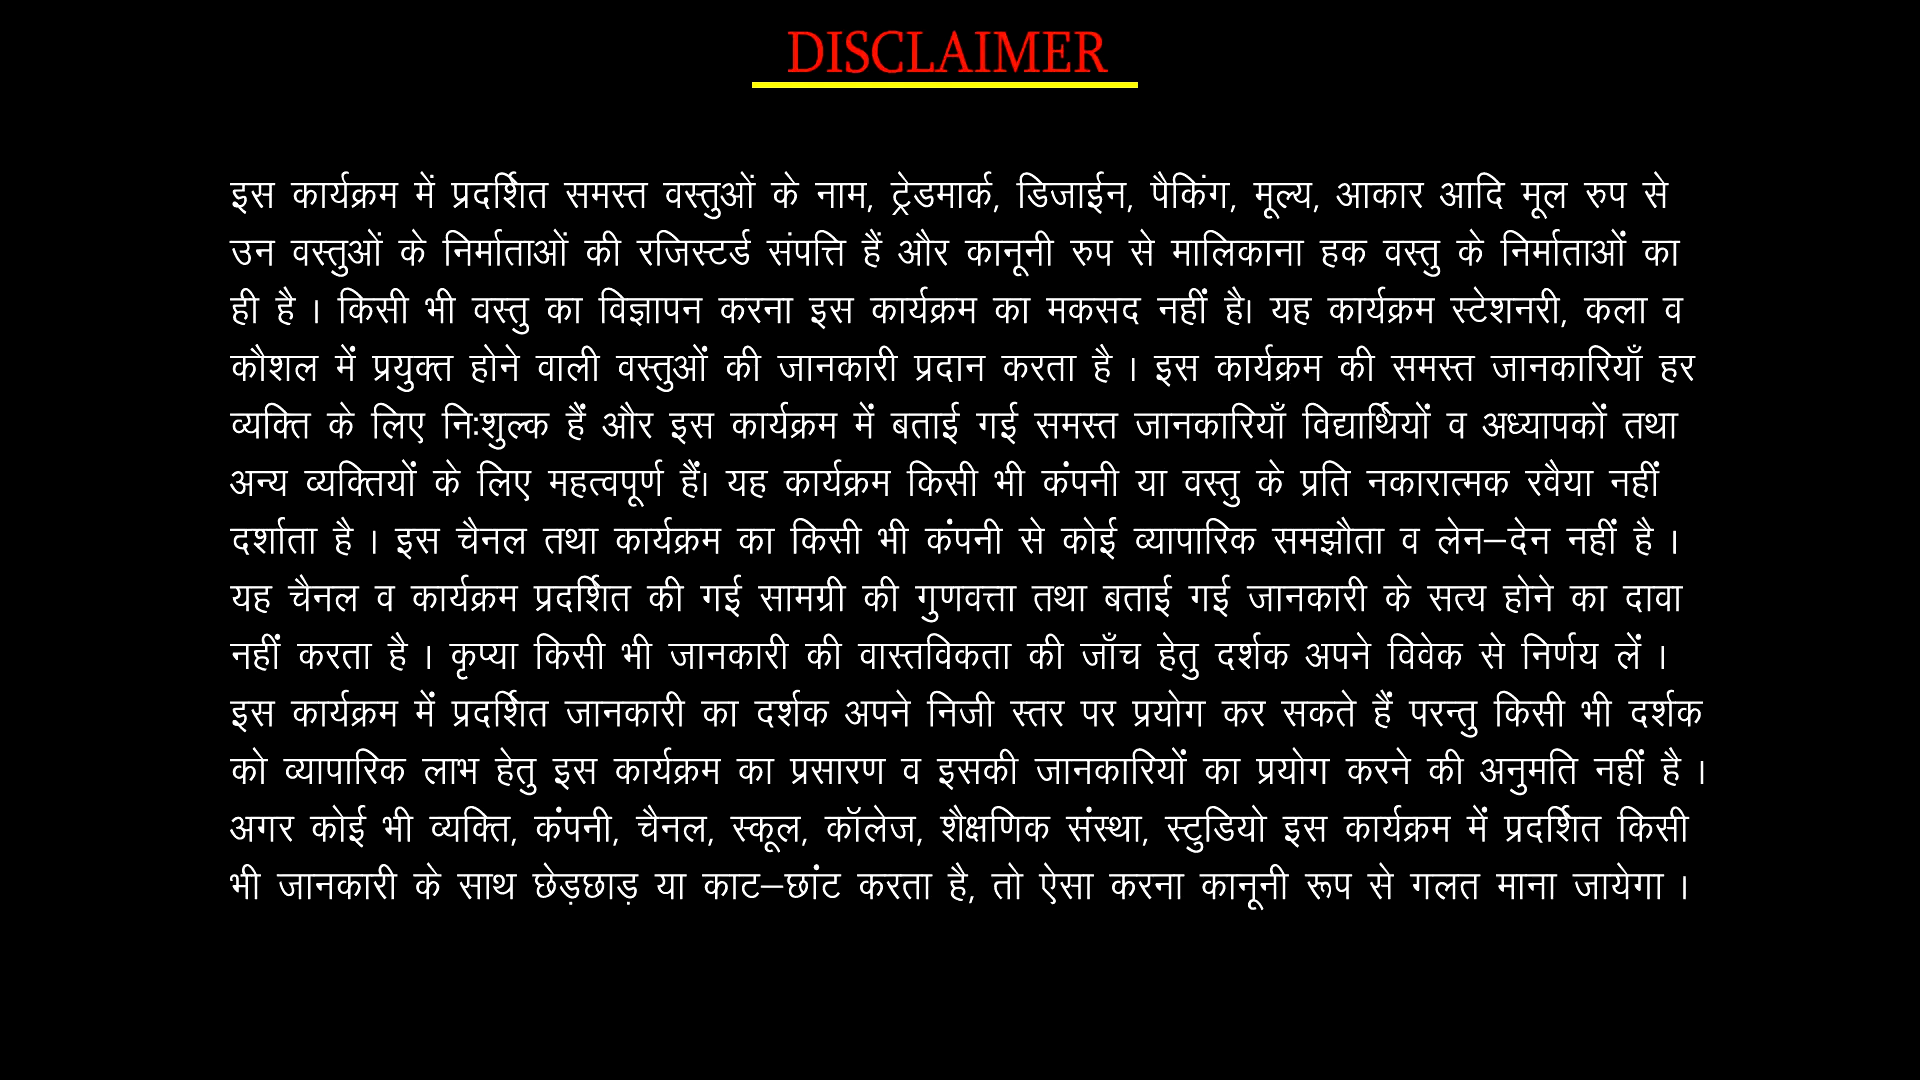 DISCLAIMER
इस कार्यक्रम में प्रदर्शित समस्त वस्तुओं के नाम, ट्रेडमार्क, डिजाईन, पैकिंग, मूल्य, आकार आदि मूल रुप से
उन वस्तुओं के निर्माताओं की रजिस्टर्ड संपत्ति हैं और कानूनी रुप से मालिकाना हक वस्तु के निर्माताओं का
ही है । किसी भी वस्तु का विज्ञापन करना इस कार्यक्रम का मकसद नहीं है। यह कार्यक्रम स्टेशनरी, कला व
कौशल में प्रयुक्त होने वाली वस्तुओं की जानकारी प्रदान करता है । इस कार्यक्रम की समस्त जानकारियाँ हर
व्यक्ति के लिए निःशुल्क हैं और इस कार्यक्रम में बताई गई समस्त जानकारियाँ विद्यार्थियों व अध्यापकों तथा
अन्य व्यक्तियों के लिए महत्वपूर्ण हैं। यह कार्यक्रम किसी भी कंपनी या वस्तु के प्रति नकारात्मक रवैया नहीं
दर्शाता है । इस चैनल तथा कार्यक्रम का किसी भी कंपनी से कोई व्यापारिक समझौता व लेन–देन नहीं है ।
यह चैनल व कार्यक्रम प्रदर्शित की गई सामग्री की गुणवत्ता तथा बताई गई जानकारी के सत्य होने का दावा
नहीं करता है । कृप्या किसी भी जानकारी की वास्तविकता की जाँच हेतु दर्शक अपने विवेक से निर्णय लें ।
इस कार्यक्रम में प्रदर्शित जानकारी का दर्शक अपने निजी स्तर पर प्रयोग कर सकते हैं परन्तु किसी भी दर्शक
को व्यापारिक लाभ हेतु इस कार्यक्रम का प्रसारण व इसकी जानकारियों का प्रयोग करने की अनुमति नहीं है ।
अगर कोई भी व्यक्ति, कंपनी, चैनल, स्कूल, कॉलेज, शैक्षणिक संस्था, स्टुडियो इस कार्यक्रम में प्रदर्शित किसी
भी जानकारी के साथ छेड़छाड़ या काट–छांट करता है, तो ऐसा करना कानूनी रूप से गलत माना जायेगा ।